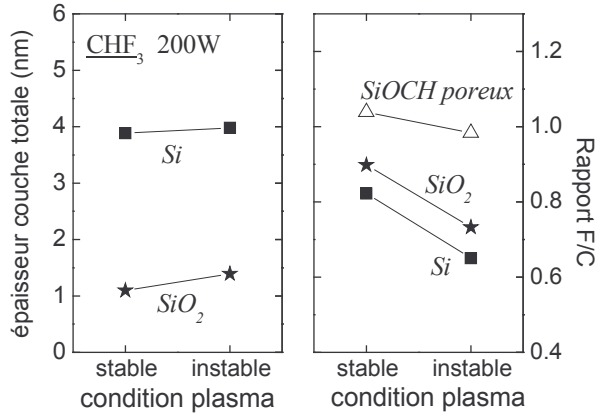 épaisseur couche totale (nm)
6
5
4
3
2
1
0
CHF3 200W
Si
SiO2
stable instable
condition plasma
SiOCH poreux
SiO2
Si
stable instable
condition plasma
1.2
1.0
0.8
0.6
0.4
Rapport F/C